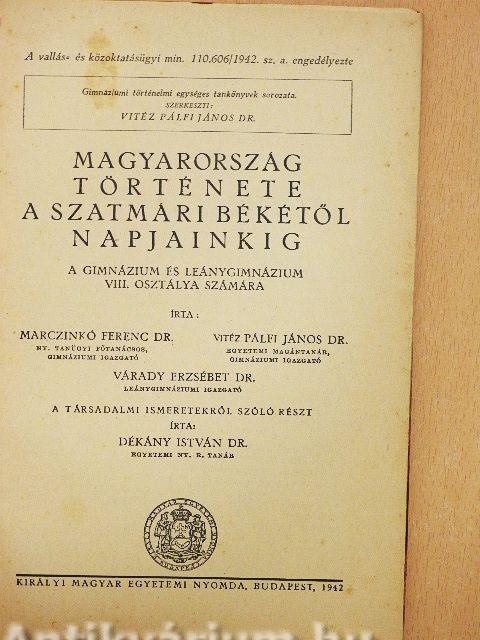 A vallás- és közoktatásügyi min. 110.606/1942. sz. a. engedélyezte
Gimnáziumi történelmi egységes tankönyvek sorozata.
SZERKESZTI:
VITÉZ PÁLFI JÁNOS DR.
MAGYARORSZÁG
TÖRTÉNETE
A SZATMÁRI BÉKÉTŐL
NAPJAINKIG
A GIMNÁZIUM ÉS LEÁNYGIMNÁZIUM
VIII. OSZTÁLYA SZÁMÁRA
ÍRTA:
MARCZINKÓ FERENC DR.
NY. TANÜGYI FŐTANÁCSOS,
GIMNÁZIUMI IGAZGATÓ
VITÉZ PÁLFI JÁNOS DR.
EGYETEMI MAGÁNTANÁR,
GIMNÁZIUMI IGAZGATÓ
VÁRADY ERZSÉBET DR.
LEÁNYGIMNÁZIUMI IGAZGATÓ
A TÁRSADALMI ISMERETEKRŐL SZÓLÓ RÉSZT
ÍRTA:
DÉKÁNY ISTVÁN DR.
EGYETEMI NY. R. TANÁR
KIRÁLYI MAGYAR EGYETEMI NYOMDA, BUDAPEST, 1942
Antikvárium.hu